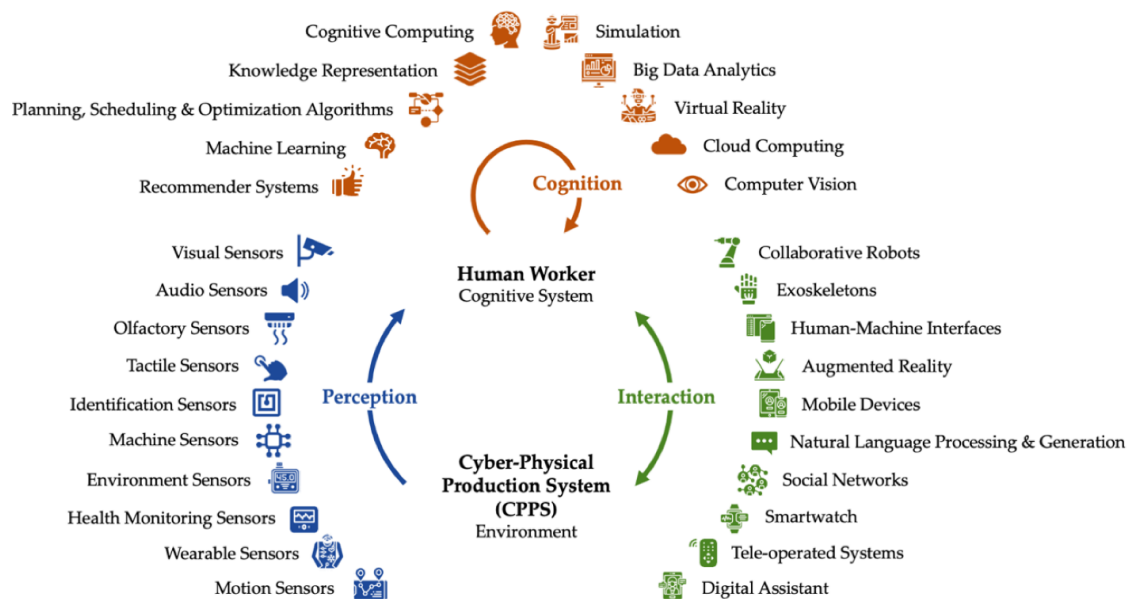 Cognitive Computing
Simulation
Knowledge Representation
Big Data Analytics
Planning, Scheduling & Optimization Algorithms
Virtual Reality
Machine Learning
Cloud Computing
Recommender Systems
Cognition
Computer Vision
Visual Sensors
Audio Sensors
Olfactory Sensors
Tactile Sensors
Identification Sensors
Machine Sensors
Environment Sensors
45.0
Health Monitoring Sensors
Wearable Sensors
Motion Sensors
Human Worker
Cognitive System
Perception
Interaction
Cyber-Physical
Production System
(CPPS)
Environment
Collaborative Robots
Exoskeletons
Human-Machine Interfaces
Augmented Reality
Mobile Devices
Natural Language Processing & Generation
Social Networks
Smartwatch
Tele-operated Systems
Digital Assistant